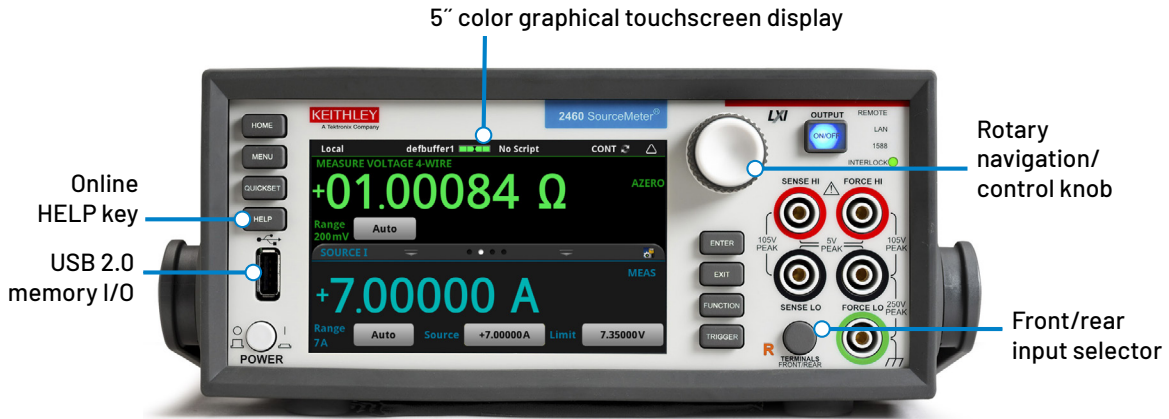 5˝ color graphical touchscreen display
KEITHLEY
A Tektronix Company
2460 SourceMeter®
LXI
OUTPUT
ON/OFF
REMOTE
LAN
1588
INTERLOCK
HOME
MENU
QUICKSET
HELP
Online
HELP key
USB 2.0
memory I/O
POWER
Local defbuffer1 No Script CONT
MEASURE VOLTAGE 4-WIRE
+01.00084 Ω
AZERO
Range
200mV
Auto
SOURCE I
MEAS
+7.00000 A
Range
7A
Auto Source +7.00000A Limit 7.35000V
ENTER
EXIT
FUNCTION
TRIGGER
SENSE HI
FORCE HI
105V
PEAK
5V
PEAK
105V
PEAK
SENSE LO
FORCE LO
250V
PEAK
R
TERMINALS
FRONT/REAR
Rotary
navigation/
control knob
Front/rear
input selector